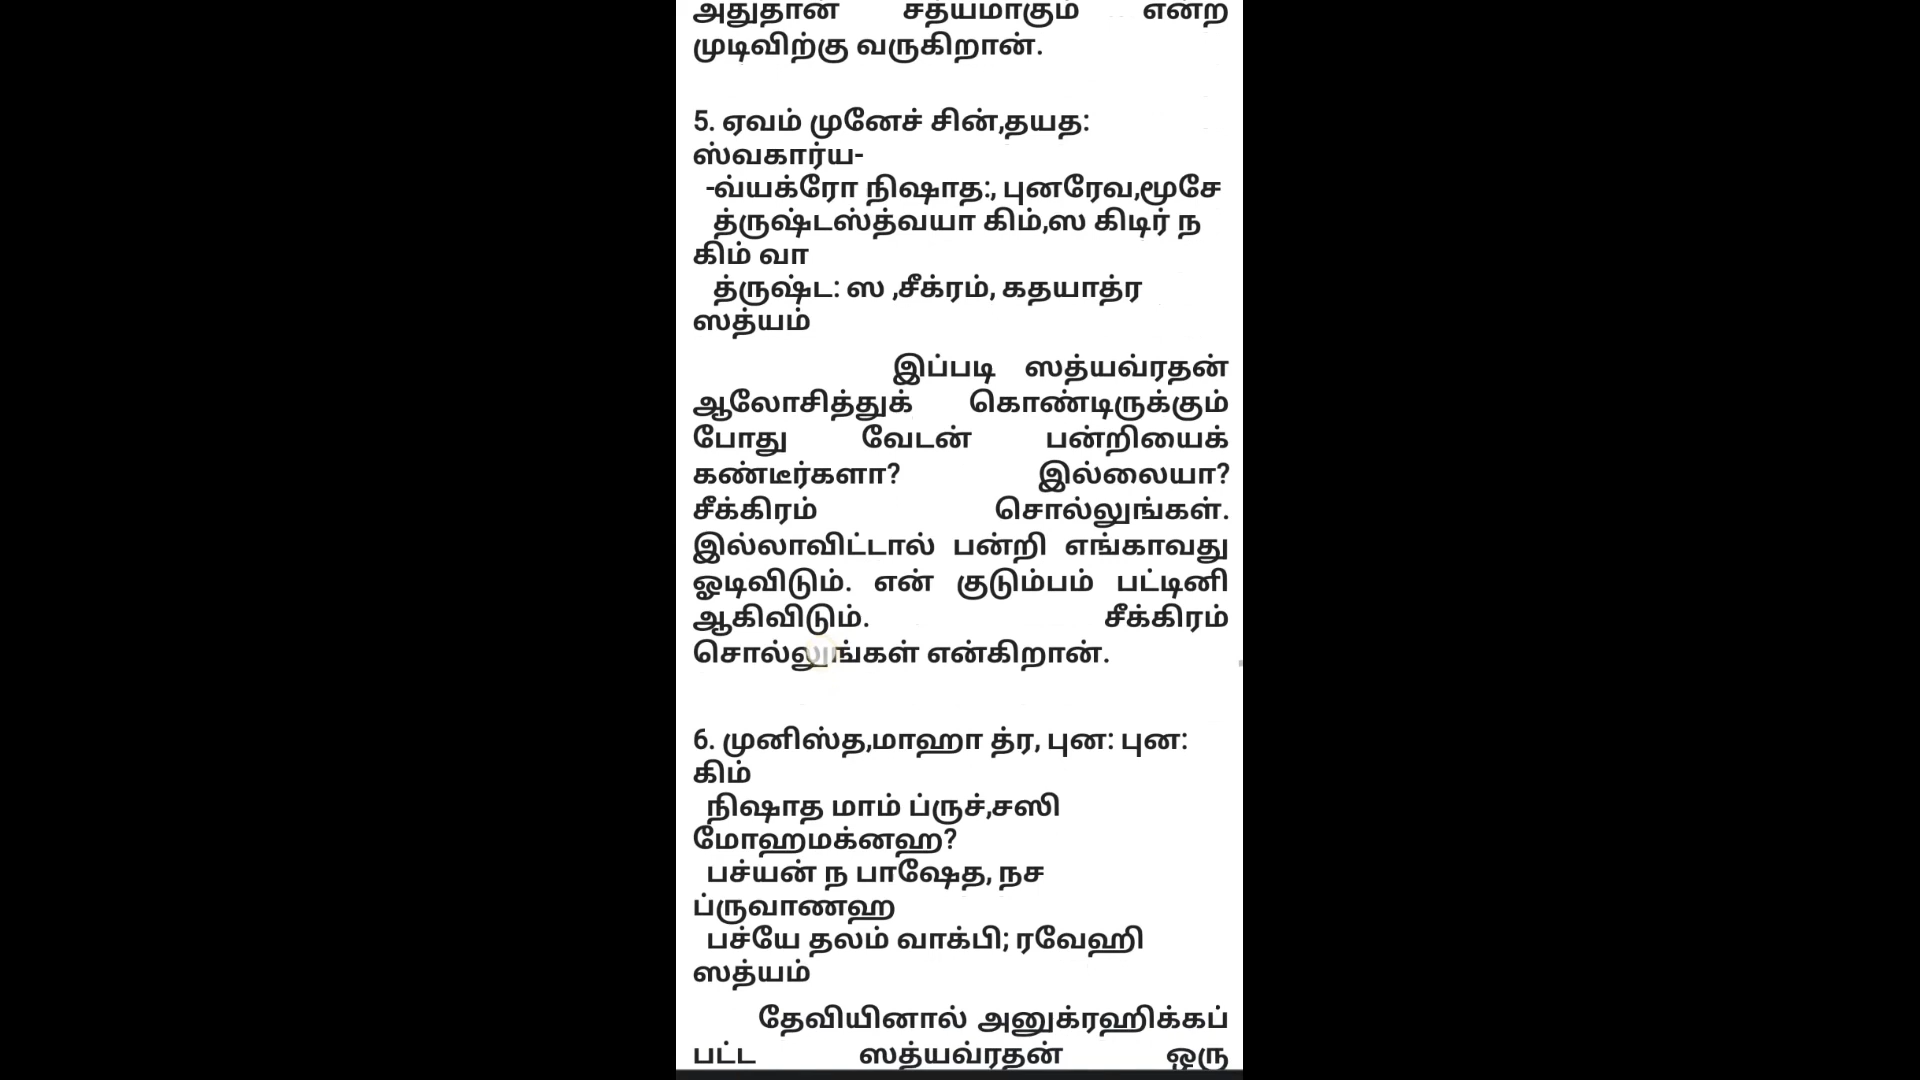 அதுதான் சத்யமாகும் என்ற
முடிவிற்கு வருகிறான்.
5. ஏவம் முனேச் சின்,தயத:
ஸ்வகார்ய-
-வ்யக்ரோ நிஷாத:, புனரேவ,மூசே
த்ருஷ்டஸ்த்வயா கிம்,ஸ கிடிர் ந
கிம் வா
த்ருஷ்ட: ஸ ,சீக்ரம், கதயாத்ர
ஸத்யம்
இப்படி ஸத்யவ்ரதன்
ஆலோசித்துக் கொண்டிருக்கும்
போது வேடன் பன்றியைக்
கண்டீர்களா? இல்லையா?
சீக்கிரம் சொல்லுங்கள்.
இல்லாவிட்டால் பன்றி எங்காவது
ஓடிவிடும். என் குடும்பம் பட்டினி
ஆகிவிடும். சீக்கிரம்
சொல்லுங்கள் என்கிறான்.
6. முனிஸ்த,மாஹா த்ர, புன: புன:
கிம்
நிஷாத மாம் ப்ருச்,சஸி
மோஹமக்னஹ?
பச்யன் ந பாஷேத, நச
ப்ருவாணஹ
பச்யே தலம் வாக்பி; ரவேஹி
ஸத்யம்
தேவியினால் அனுக்ரஹிக்கப்
பட்ட ஸத்யவ்ரதன் ஒரு